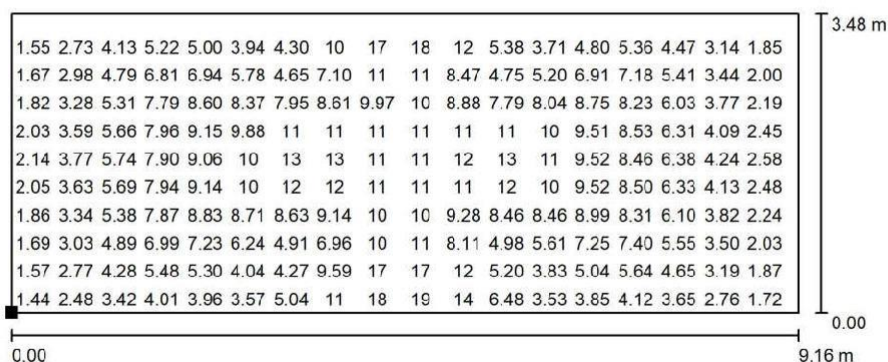 3.48 m
1.55 2.73 4.13 5.22 5.00 3.94 4.30 10 17 18 12 5.38 3.71 4.80 5.36 4.47 3.14 1.85
1.67 2.98 4.79 6.81 6.94 5.78 4.65 7.10 11 11 8.47 4.75 5.20 6.91 7.18 5.41 3.44 2.00
1.82 3.28 5.31 7.79 8.60 8.37 7.95 8.61 9.97 10 8.88 7.79 8.04 8.75 8.23 6.03 3.77 2.19
2.03 3.59 5.66 7.96 9.15 9.88 11 11 11 11 11 11 10 9.51 8.53 6.31 4.09 2.45
2.14 3.77 5.74 7.90 9.06 10 13 13 11 11 12 13 11 9.52 8.46 6.38 4.24 2.58
2.05 3.63 5.69 7.94 9.14 10 12 12 11 11 11 12 10 9.52 8.50 6.33 4.13 2.48
1.86 3.34 5.38 7.87 8.83 8.71 8.63 9.14 10 10 9.28 8.46 8.46 8.99 8.31 6.10 3.82 2.24
1.69 3.03 4.89 6.99 7.23 6.24 4.91 6.96 10 11 8.11 4.98 5.61 7.25 7.40 5.55 3.50 2.03
1.57 2.77 4.28 5.48 5.30 4.04 4.27 9.59 17 17 12 5.20 3.83 5.04 5.64 4.65 3.19 1.87
1.44 2.48 3.42 4.01 3.96 3.57 5.04 11 18 19 14 6.48 3.53 3.85 4.12 3.65 2.76 1.72
0.00
0.00 9.16 m